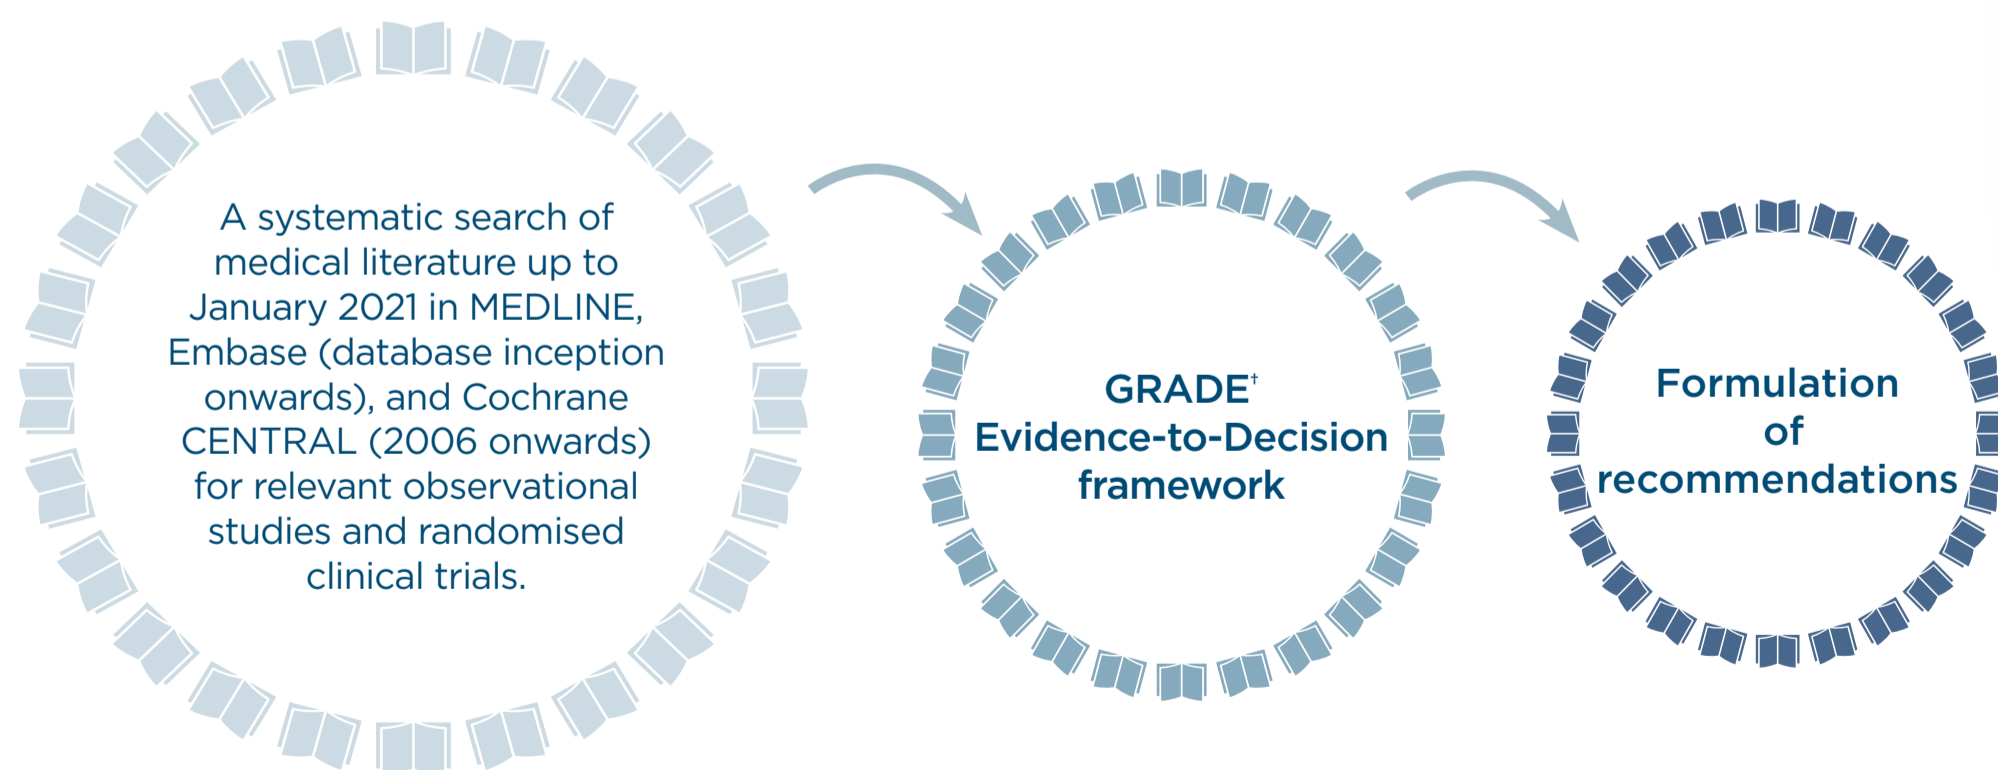 A systematic search of
medical literature up to
January 2021 in MEDLINE,
Embase (database inception
onwards), and Cochrane
CENTRAL (2006 onwards)
for relevant observational
studies and randomised
clinical trials.
GRADE†
Evidence-to-Decision
framework
Formulation
of
recommendations